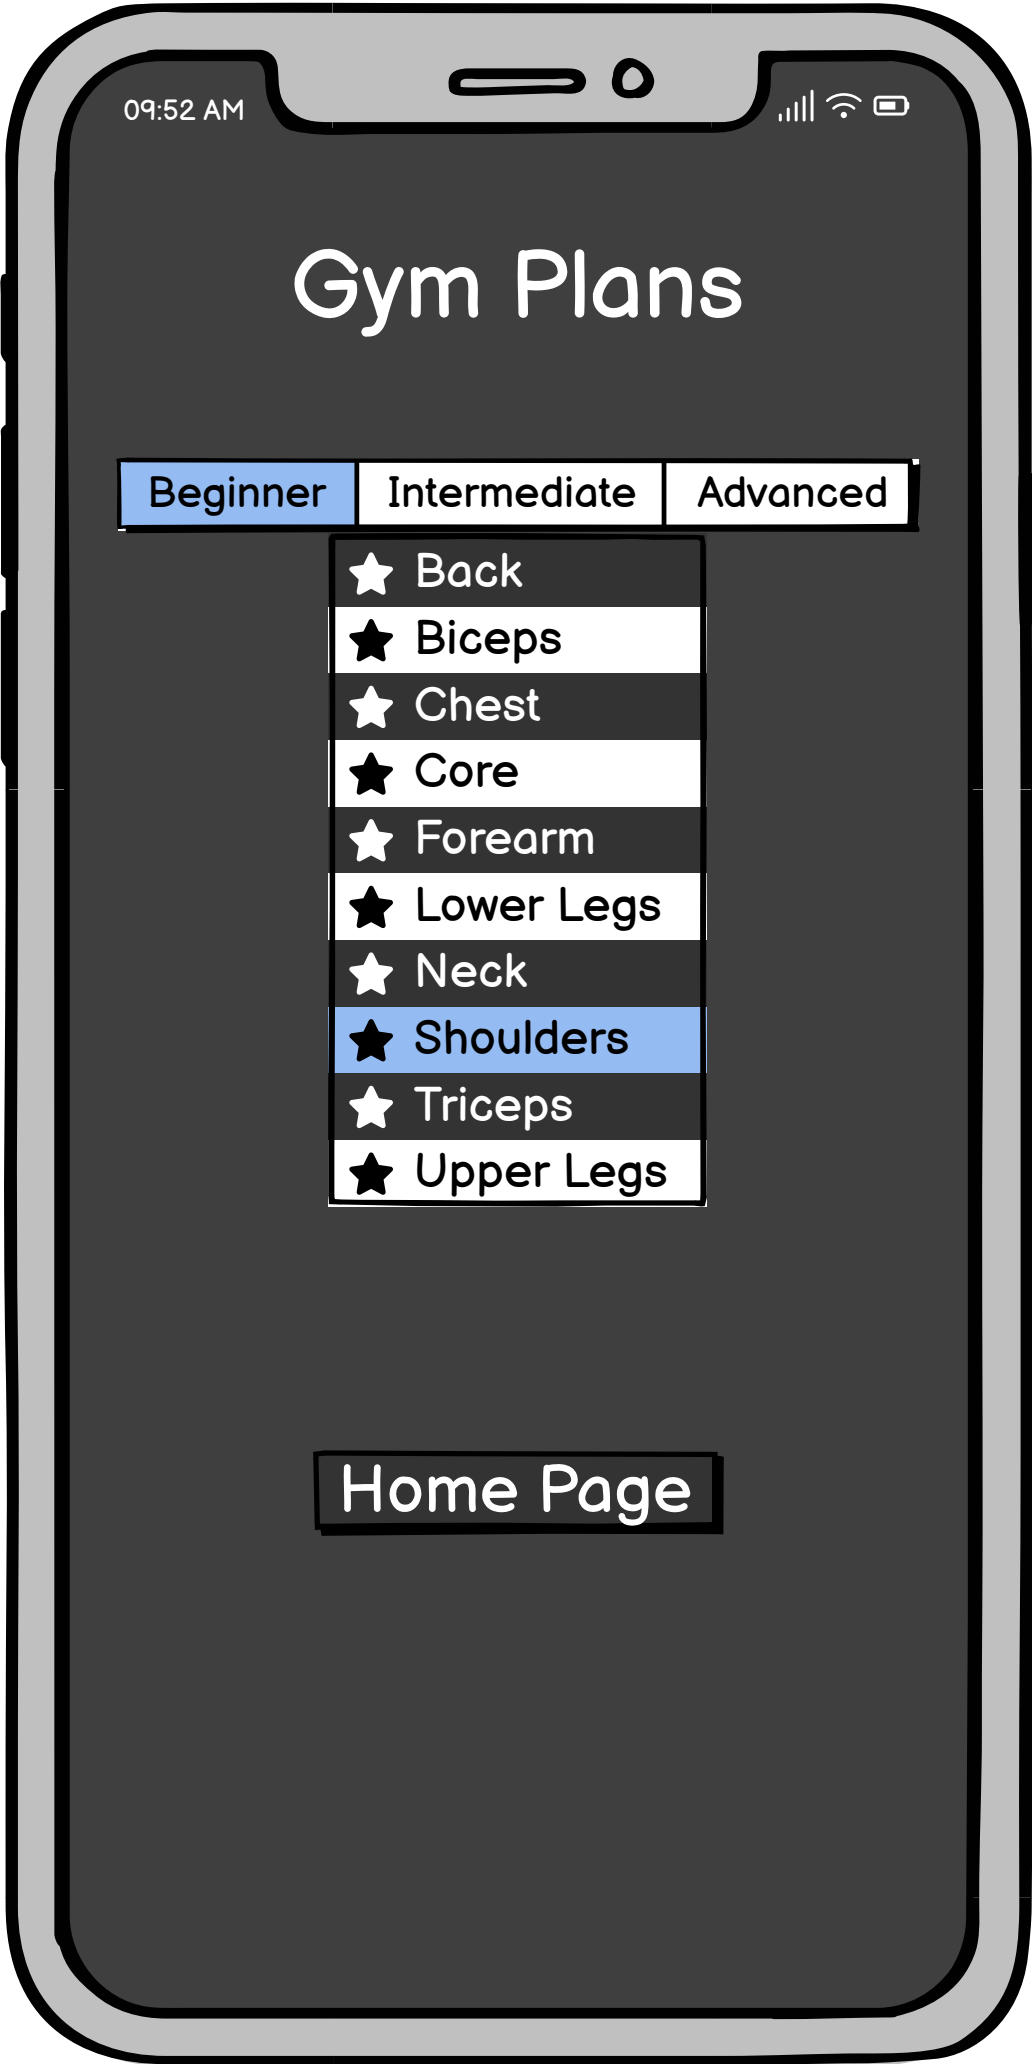 09:52 AM
Gym Plans
Beginner Intermediate Advanced
Back
Biceps
Chest
Core
Forearm
Lower Legs
Neck
Shoulders
Triceps
Upper Legs
Home Page